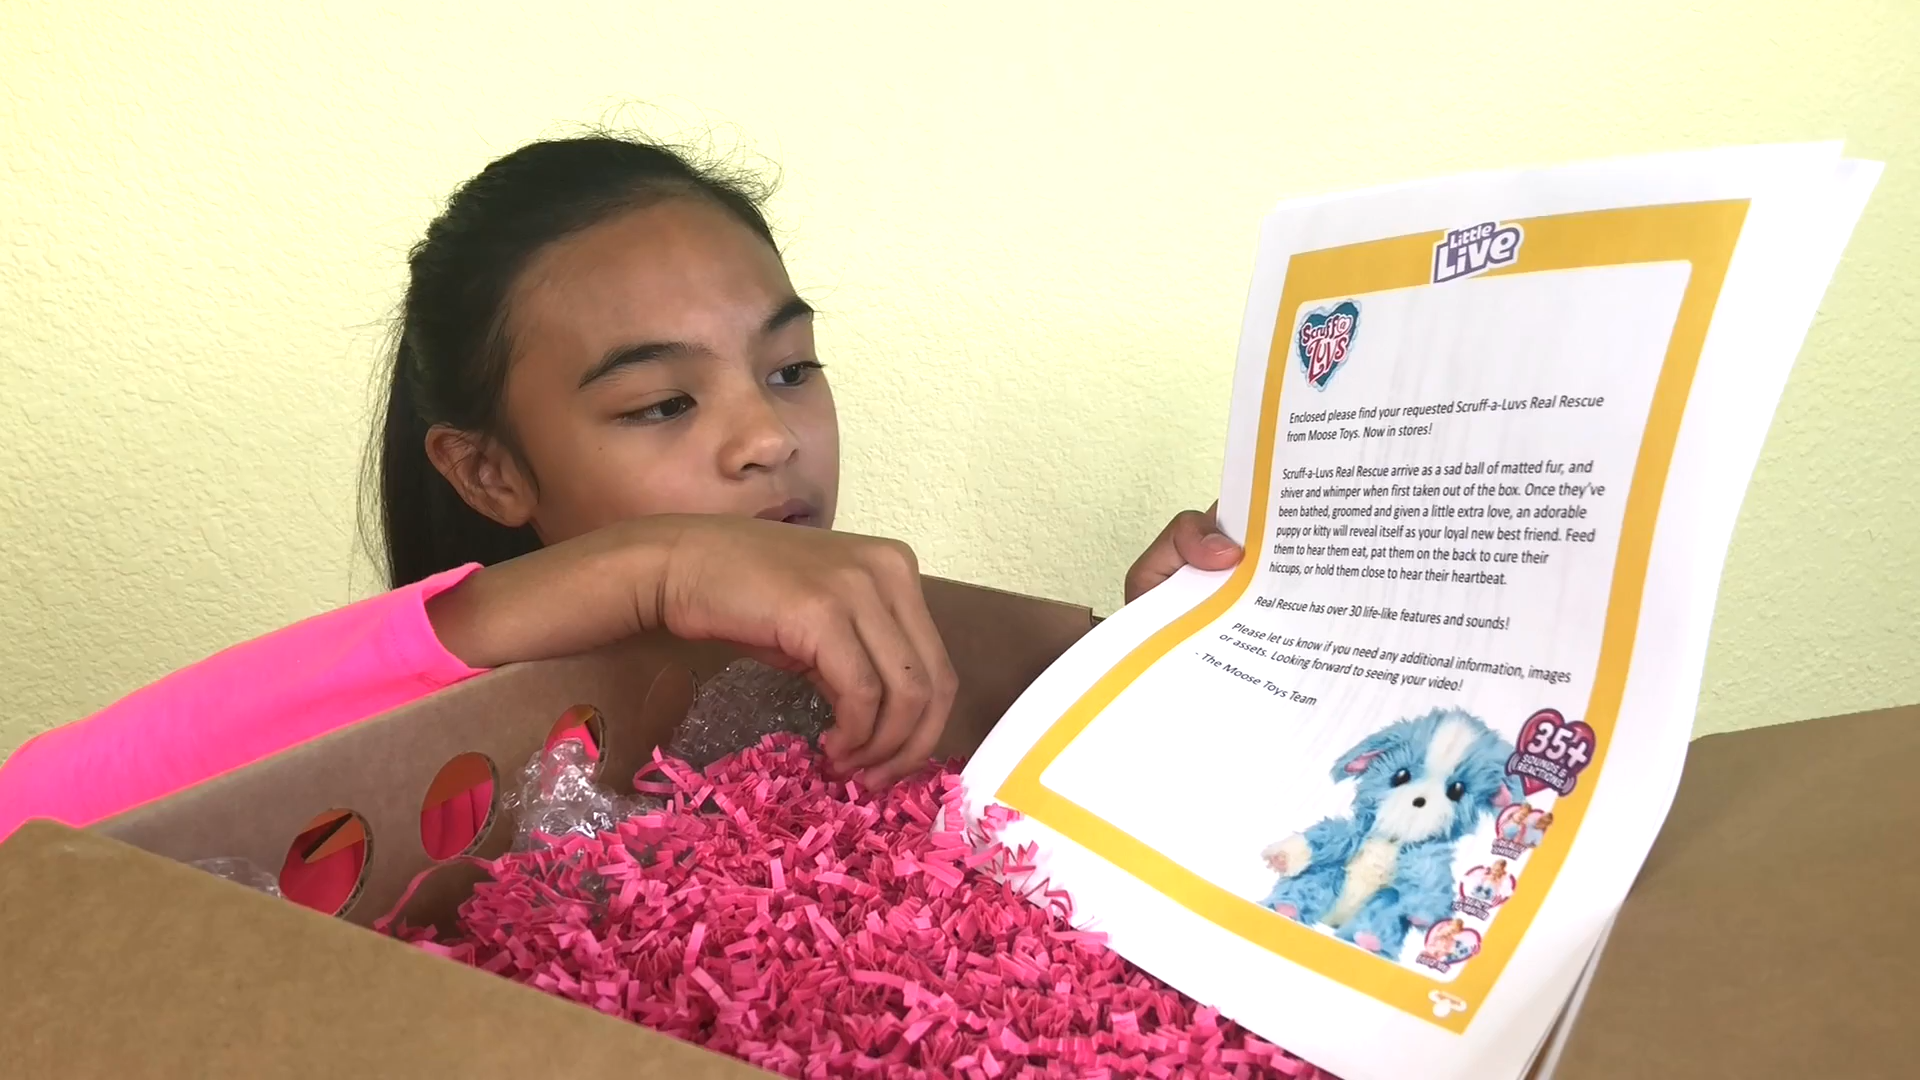 Little
Live
Scruff a
Luvs
Enclosed please find your requested Scruff-a-Luvs Real Rescue
from Moose Toys. Now in stores!
Scruff-a-Luvs Real Rescue arrive as a sad ball of matted fur, and
shiver and whimper when first taken out of the box. Once they've
been bathed, groomed and given a little extra love, an adorable
puppy or kitty will reveal itself as your loyal new best friend. Feed
them to hear them eat, pat them on the back to cure their
hiccups, or hold them close to hear their heartbeat.
Real Rescue has over 30 life-like features and sounds!
Please let us know if you need any additional information, images
or assets. Looking forward to seeing your video!
- The Moose Toys Team
35+
SOUNDS &
REACTIONS